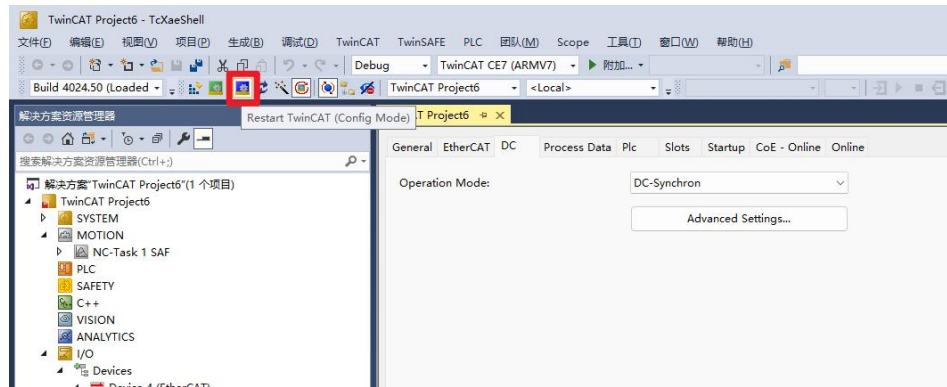 TwinCAT Project6 - TcXaeShell
文件(F) 编辑(E) 视图(V) 项目(P) 生成(B) 调试(D) TwinCAT TwinSAFE PLC 团队(M) Scope 工具(T) 窗口(W) 帮助(H)
Debug TwinCAT CE7 (ARMV7) 附加...
Build 4024.50 (Loaded TwinCAT Project6 <Local>
解决方案资源管理器 Restart TwinCAT (Config Mode) T Project6
General EtherCAT DC Process Data Plc Slots Startup CoE - Online Online
搜索解决方案资源管理器(Ctrl+;)
Operation Mode: DC-Synchron
解决方案"TwinCAT Project6"(1 个项目)
TwinCAT Project6
Advanced Settings...
SYSTEM
MOTION
NC-Task 1 SAF
PLC
SAFETY
C++
VISION
ANALYTICS
I/O
Devices
Device 4 (EtherCAT)